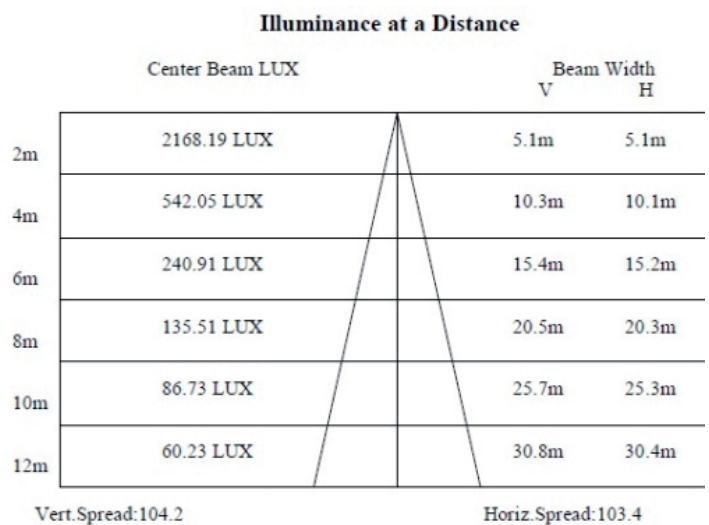 Illuminance at a Distance
Center Beam LUX Beam Width
V H
2168.19 LUX 5.1m 5.1m
2m
542.05 LUX 10.3m 10.1m
4m
240.91 LUX 15.4m 15.2m
6m
135.51 LUX 20.5m 20.3m
8m
86.73 LUX 25.7m 25.3m
10m
60.23 LUX 30.8m 30.4m
12m
Vert.Spread:104.2 Horiz.Spread:103.4